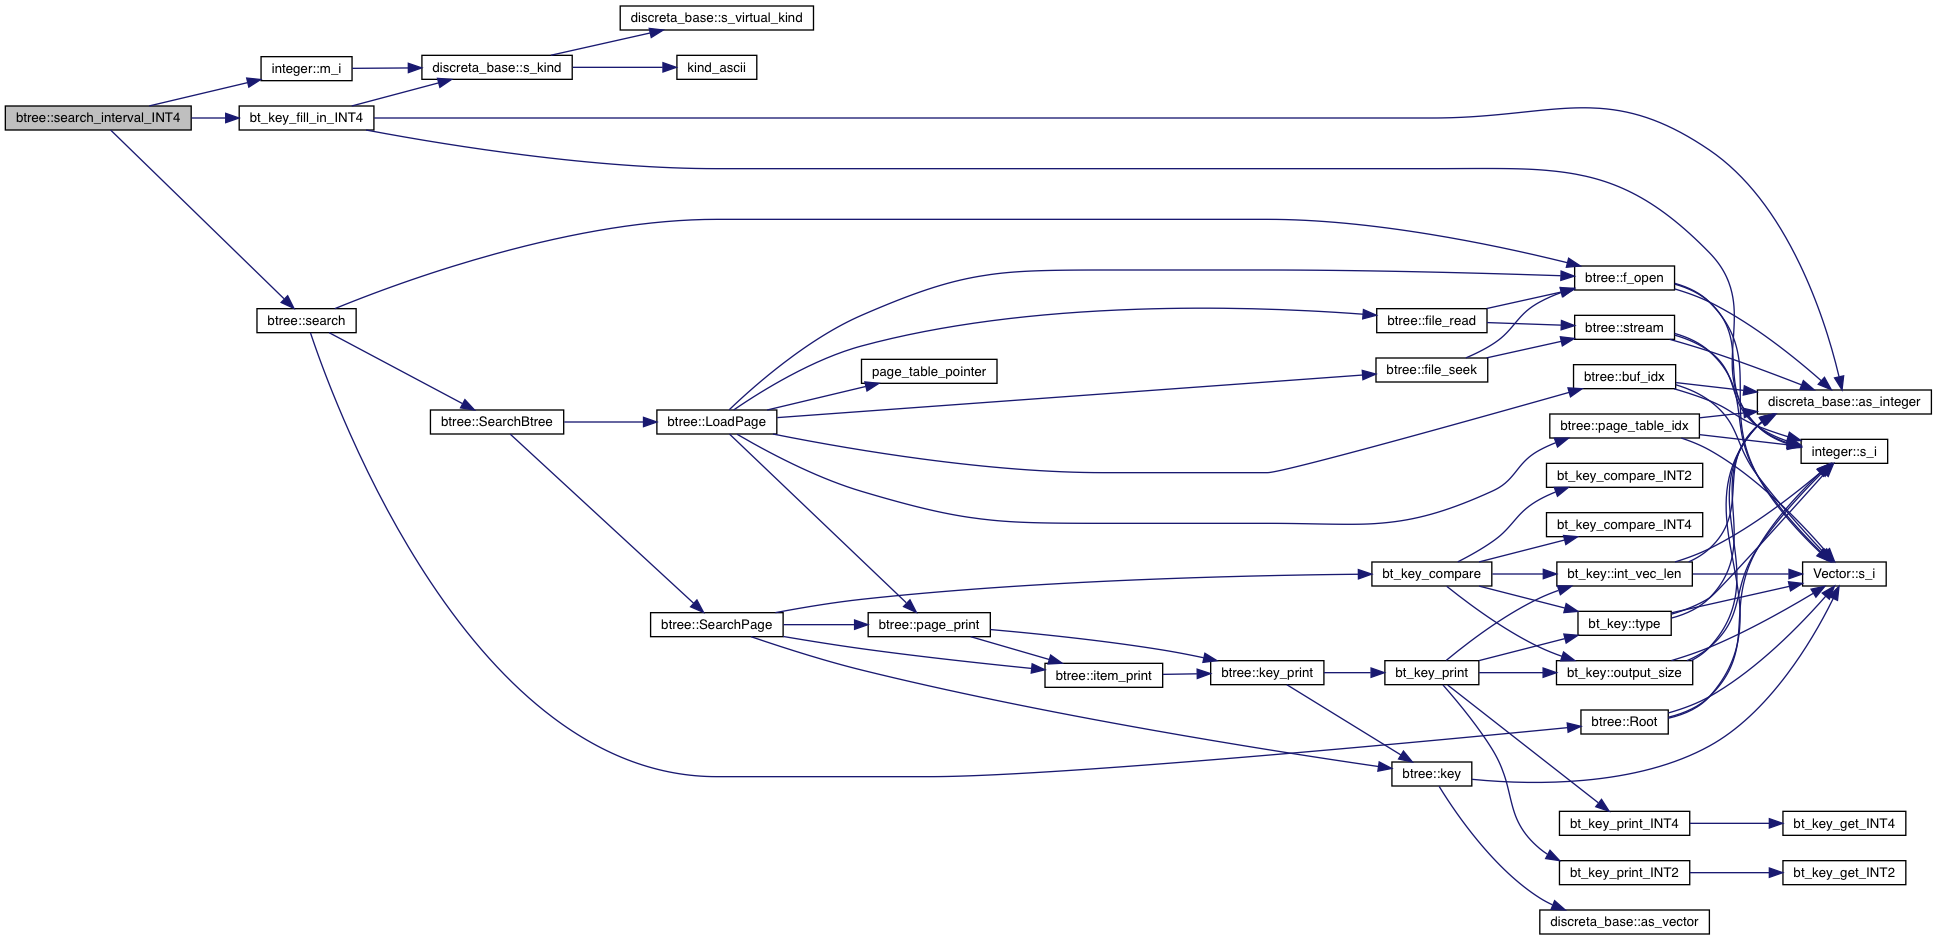 discreta_base::s_virtual_kind
integer::m_i
discreta_base::s_kind
kind_ascii
btree::search_interval_INT4
bt_key_fill_in_INT4
btree::f_open
btree::search
btree::file_read
btree::stream
page_table_pointer
btree::file_seek
btree::buf_idx
discreta_base::as_integer
btree::SearchBtree
btree::LoadPage
btree::page_table_idx
integer::s_i
bt_key_compare_INT2
bt_key_compare_INT4
bt_key_compare
bt_key::int_vec_len
Vector::s_i
btree::SearchPage
btree::page_print
bt_key::type
btree::item_print
btree::key_print
bt_key_print
bt_key::output_size
btree::Root
btree::key
bt_key_print_INT4
bt_key_get_INT4
bt_key_print_INT2
bt_key_get_INT2
discreta_base::as_vector